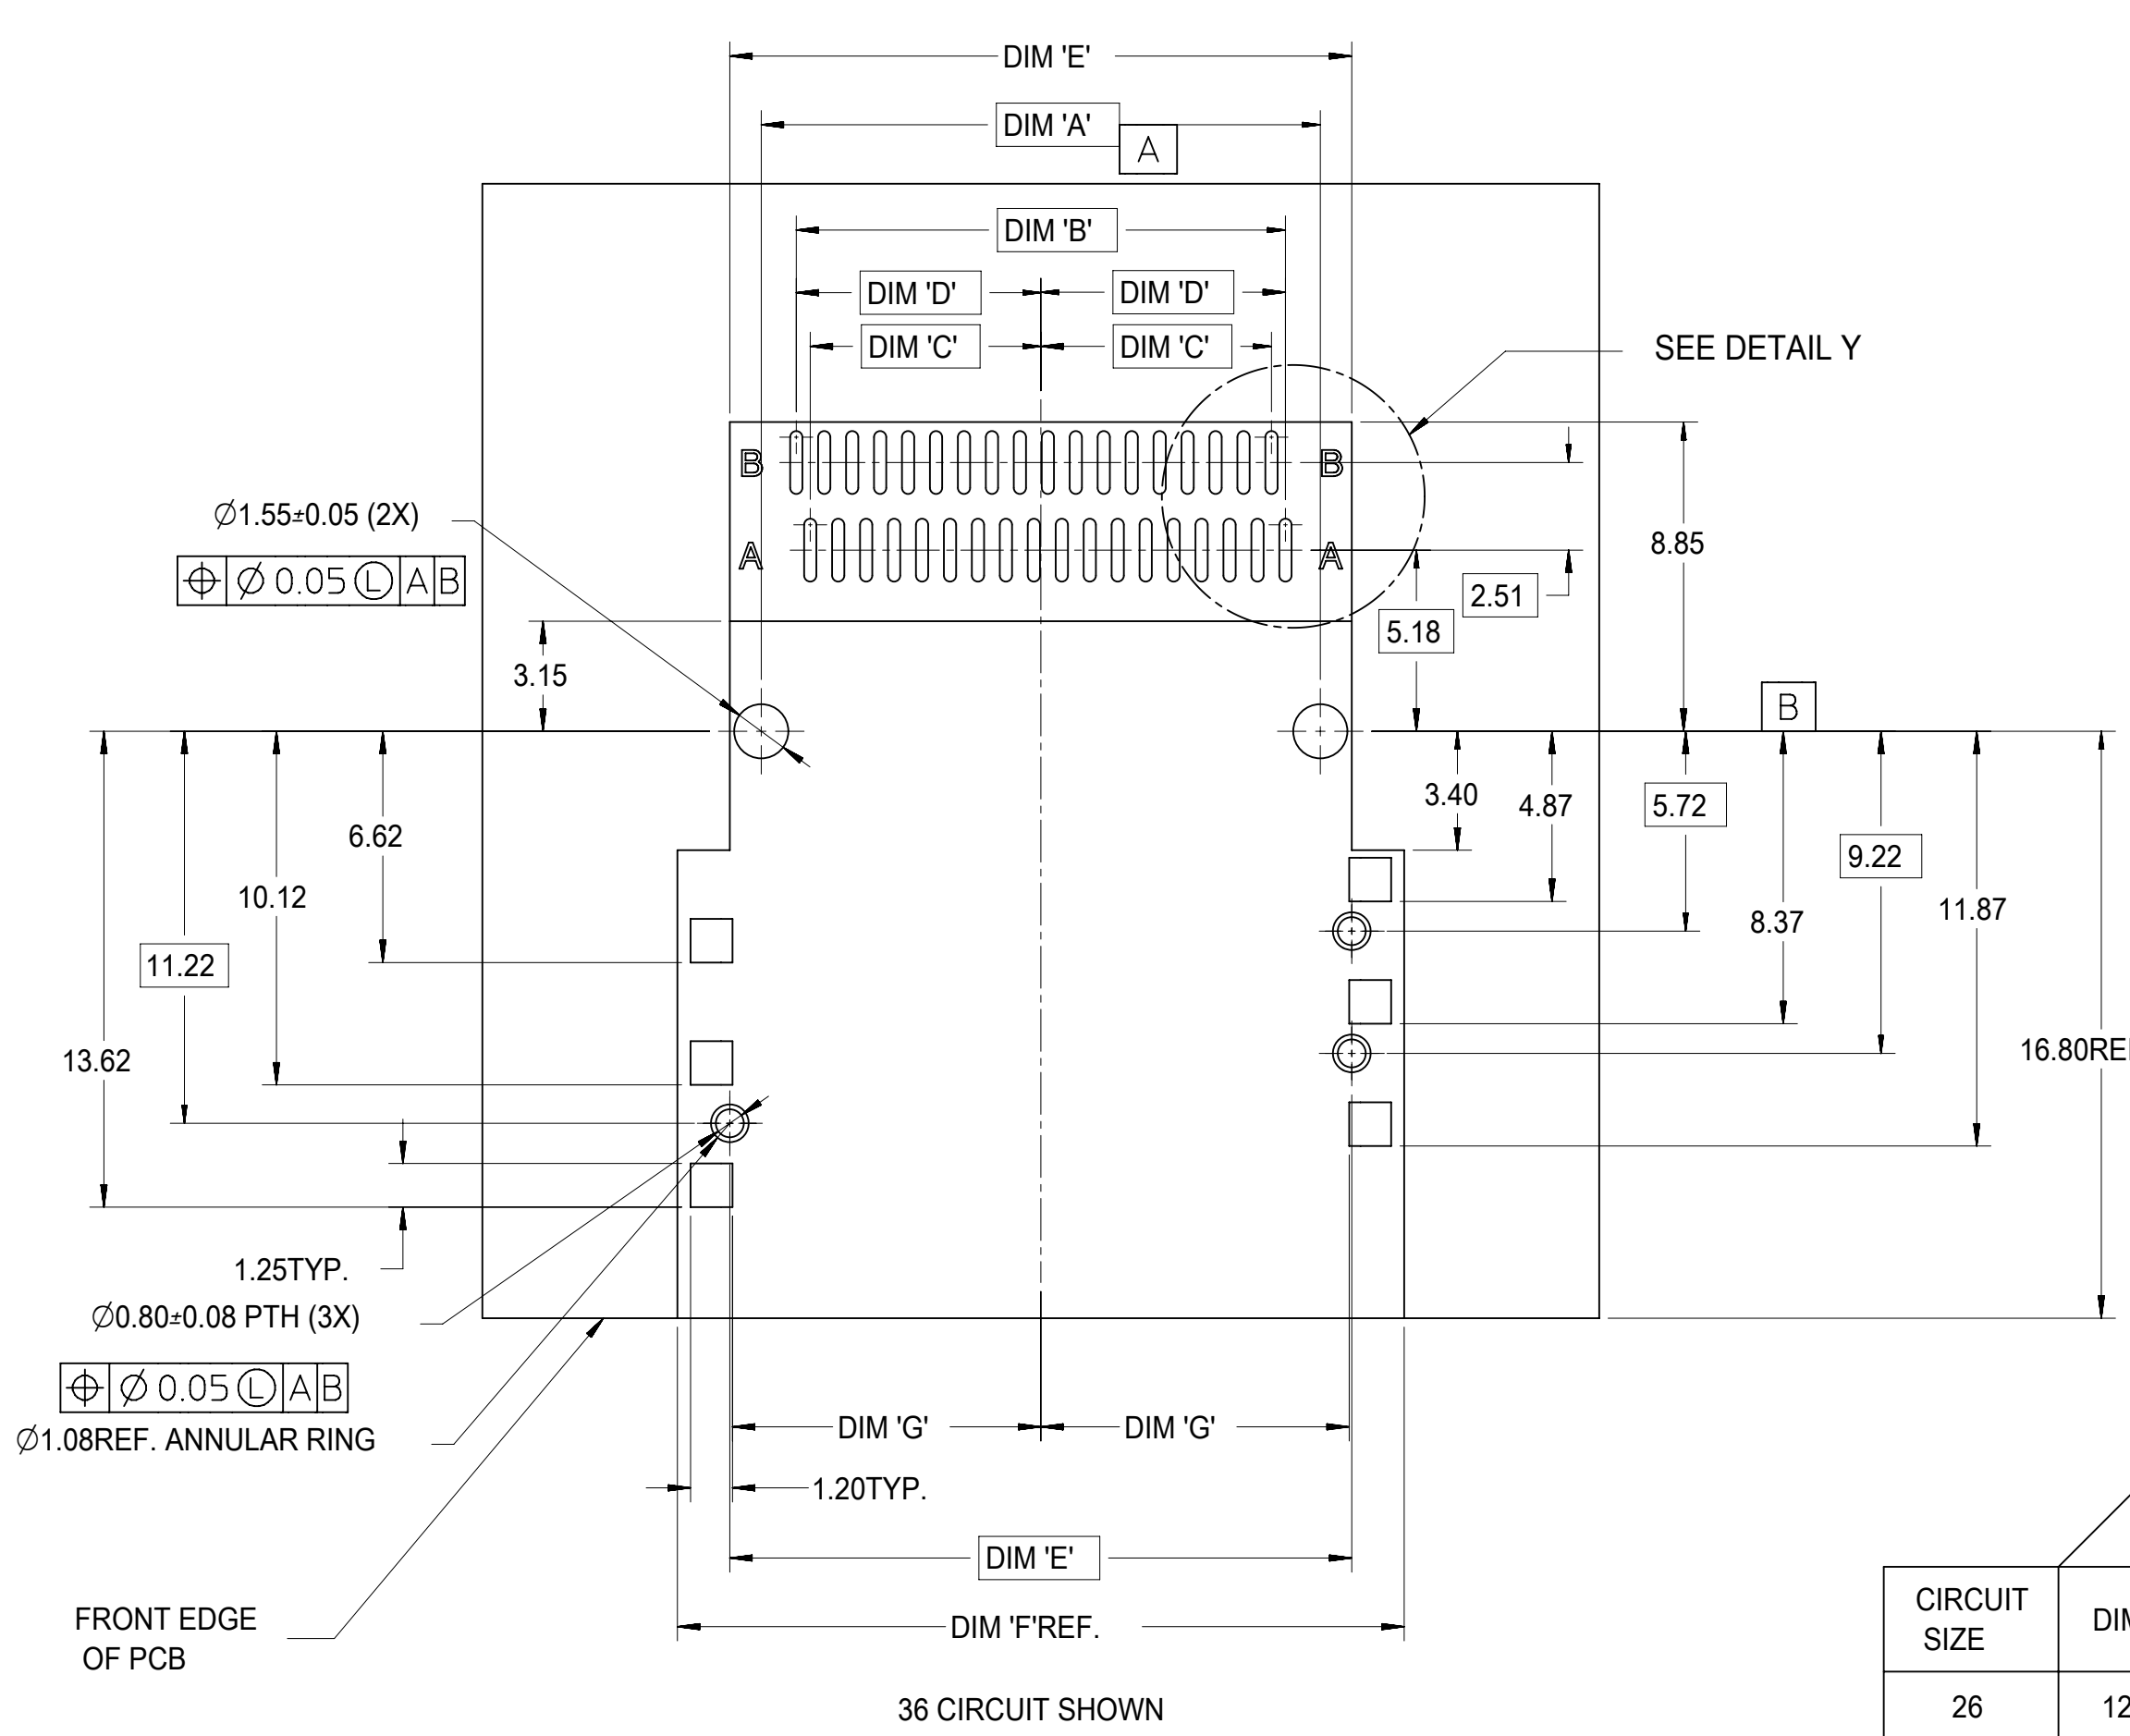 DIM 'E'
DIM 'A'
A
DIM 'B'
DIM 'D' DIM 'D'
DIM 'C' DIM 'C'
SEE DETAIL Y
B B
Ø1.55±0.05 (2X)
⌖ Ø 0.05 Ⓛ A B
A A
8.85
2.51
5.18
3.15
B
3.40
4.87
5.72
6.62
9.22
10.12
11.87
8.37
11.22
13.62
16.80
1.25TYP.
Ø0.80±0.08 PTH (3X)
⌖ Ø 0.05 Ⓛ A B
Ø1.08REF. ANNULAR RING
DIM 'G' DIM 'G'
1.20TYP.
DIM 'E'
DIM 'F'REF.
FRONT EDGE
OF PCB
36 CIRCUIT SHOWN
CIRCUIT
SIZE
26